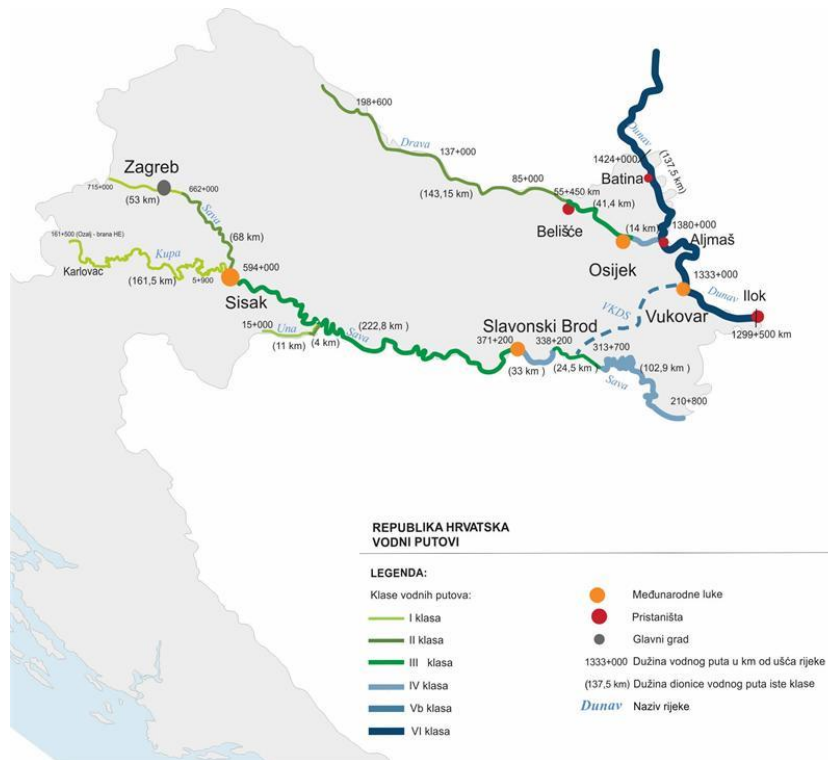 198+600
Drava
137+000
(143,15 km)
85+000
55+450 km
(41,4 km)
Belišće
(14 km)
Osijek
Dunav
(137,5 km)
1424+000
Batina
1380+000
Aljmaš
1333+000
Ilok
Dunav
Vukovar
1299+500 km
VKDS
Zagreb
715+000
(53 km)
662+000
Sava
(68 km)
161+500 (Ozalj - brana HE)
Kupa
Karlovac
(161,5 km)
5+900
594+000
Sisak
15+000
Una
(11 km)
(4 km)
Sava
(222,8 km)
Slavonski Brod
371+200
338+200
(33 km )
313+700
(24,5 km)
(102,9 km )
Sava
210+800
REPUBLIKA HRVATSKA
VODNI PUTOVI
LEGENDA:
Klase vodnih putova:
I klasa
II klasa
III klasa
IV klasa
Vb klasa
VI klasa
Međunarodne luke
Pristaništa
Glavni grad
1333+000 Dužina vodnog puta u km od ušća rijeke
(137,5 km) Dužina dionice vodnog puta iste klase
Dunav Naziv rijeke